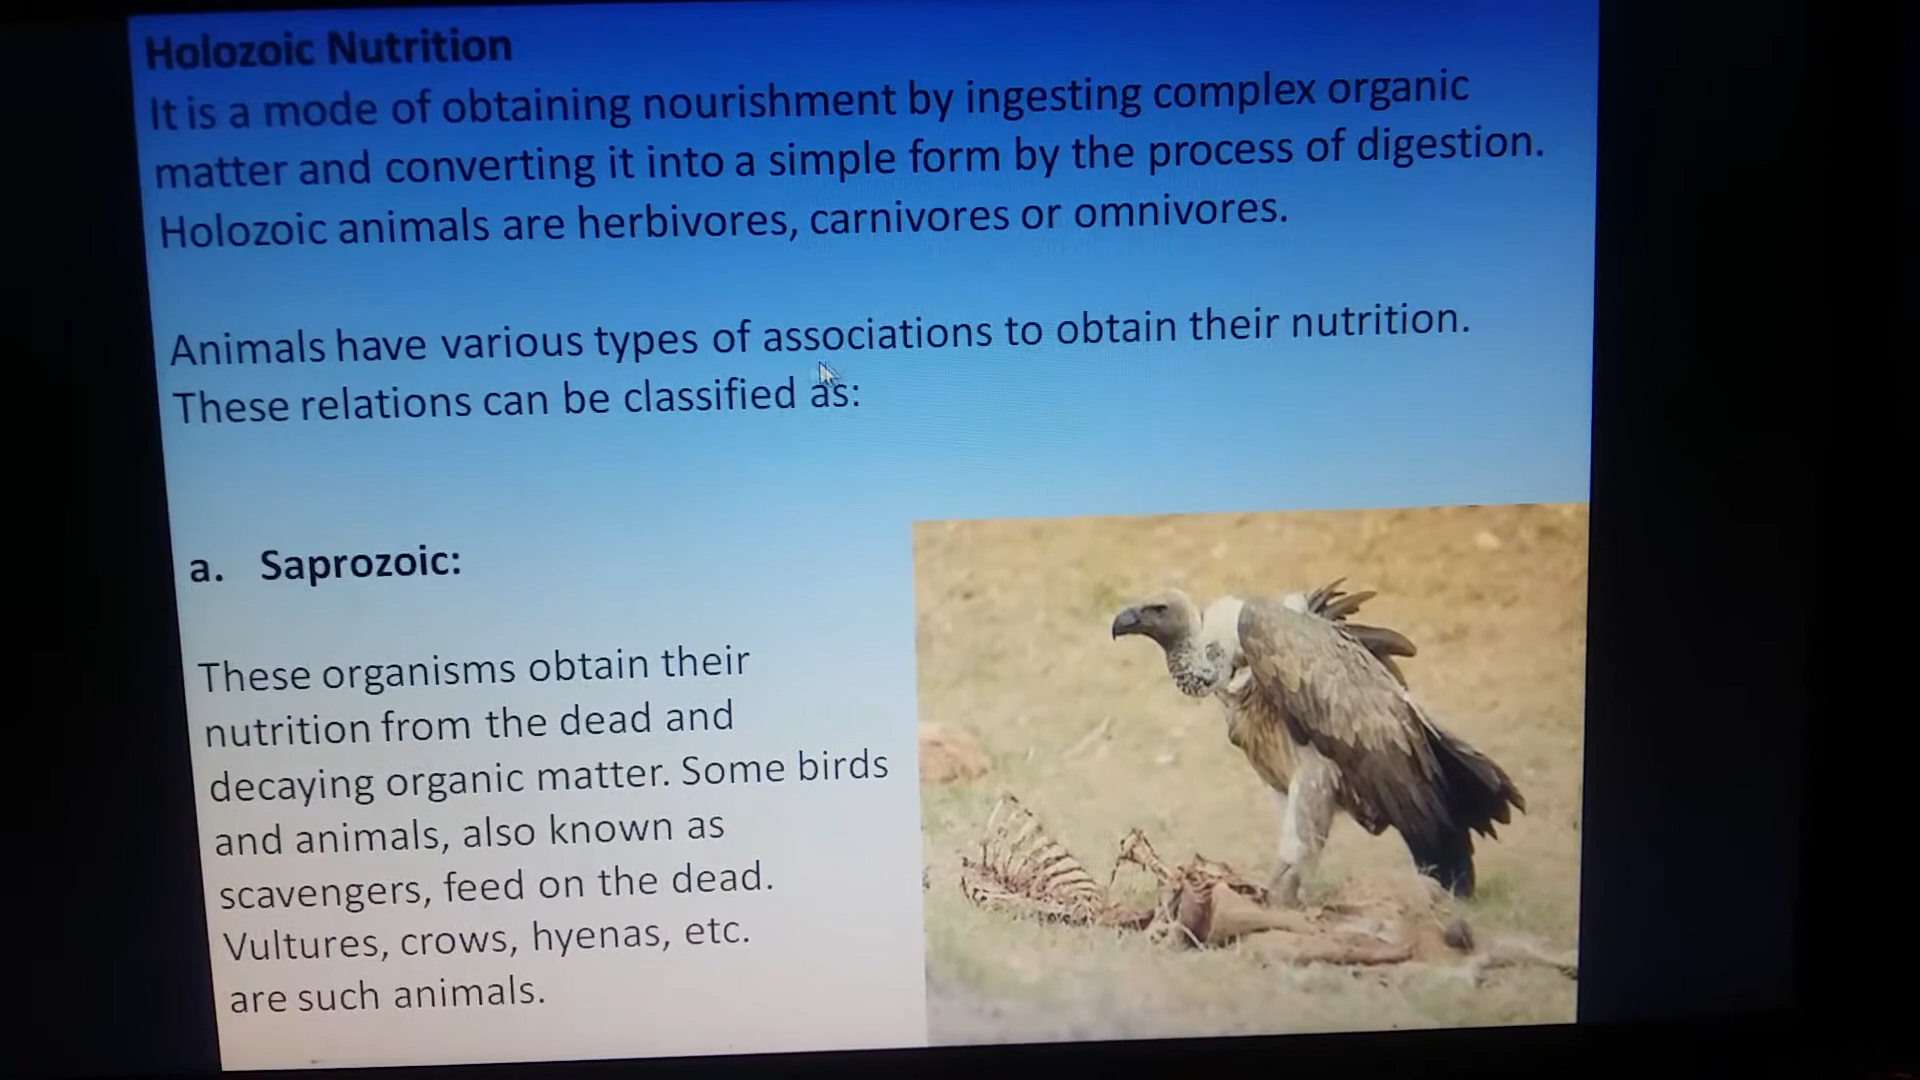 Holozoic Nutrition
It is a mode of obtaining nourishment by ingesting complex organic
matter and converting it into a simple form by the process of digestion.
Holozoic animals are herbivores, carnivores or omnivores.
Animals have various types of associations to obtain their nutrition.
These relations can be classified as:
a. Saprozoic:
These organisms obtain their
nutrition from the dead and
decaying organic matter. Some birds
and animals, also known as
scavengers, feed on the dead.
Vultures, crows, hyenas, etc.
are such animals.